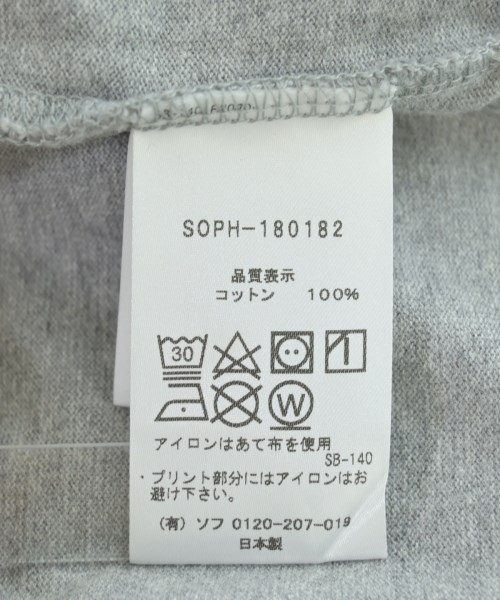 SOPH-180182
品質表示
コットン 100%
30
W
アイロンはあて布を使用
SB-140
・プリント部分にはアイロンはお
避け下さい。
(有)ソフ 0120-207-019
日本製